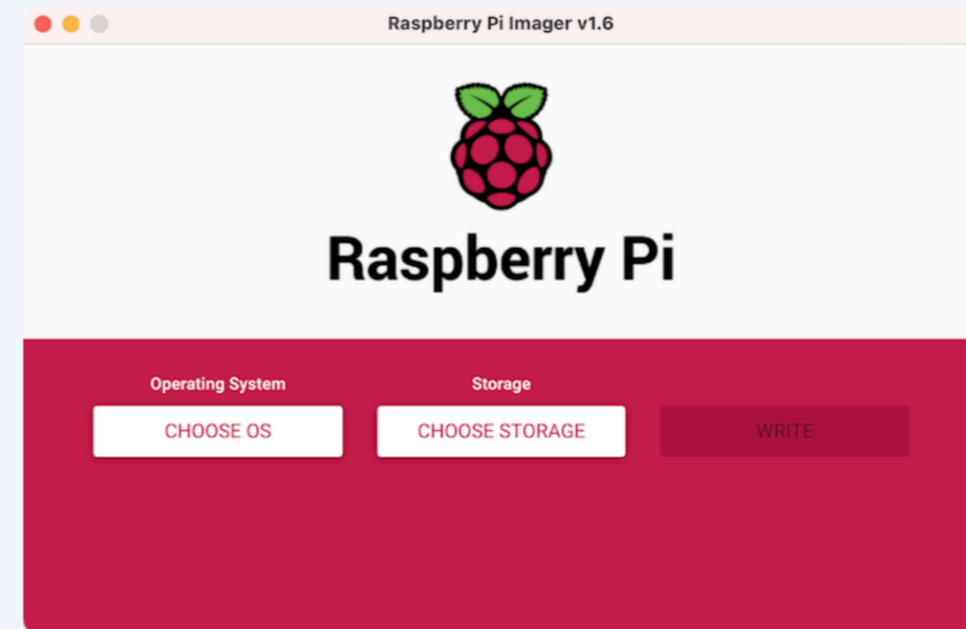 Raspberry Pi Imager v1.6
Raspberry Pi
Operating System
Storage
CHOOSE OS
CHOOSE STORAGE
WRITE